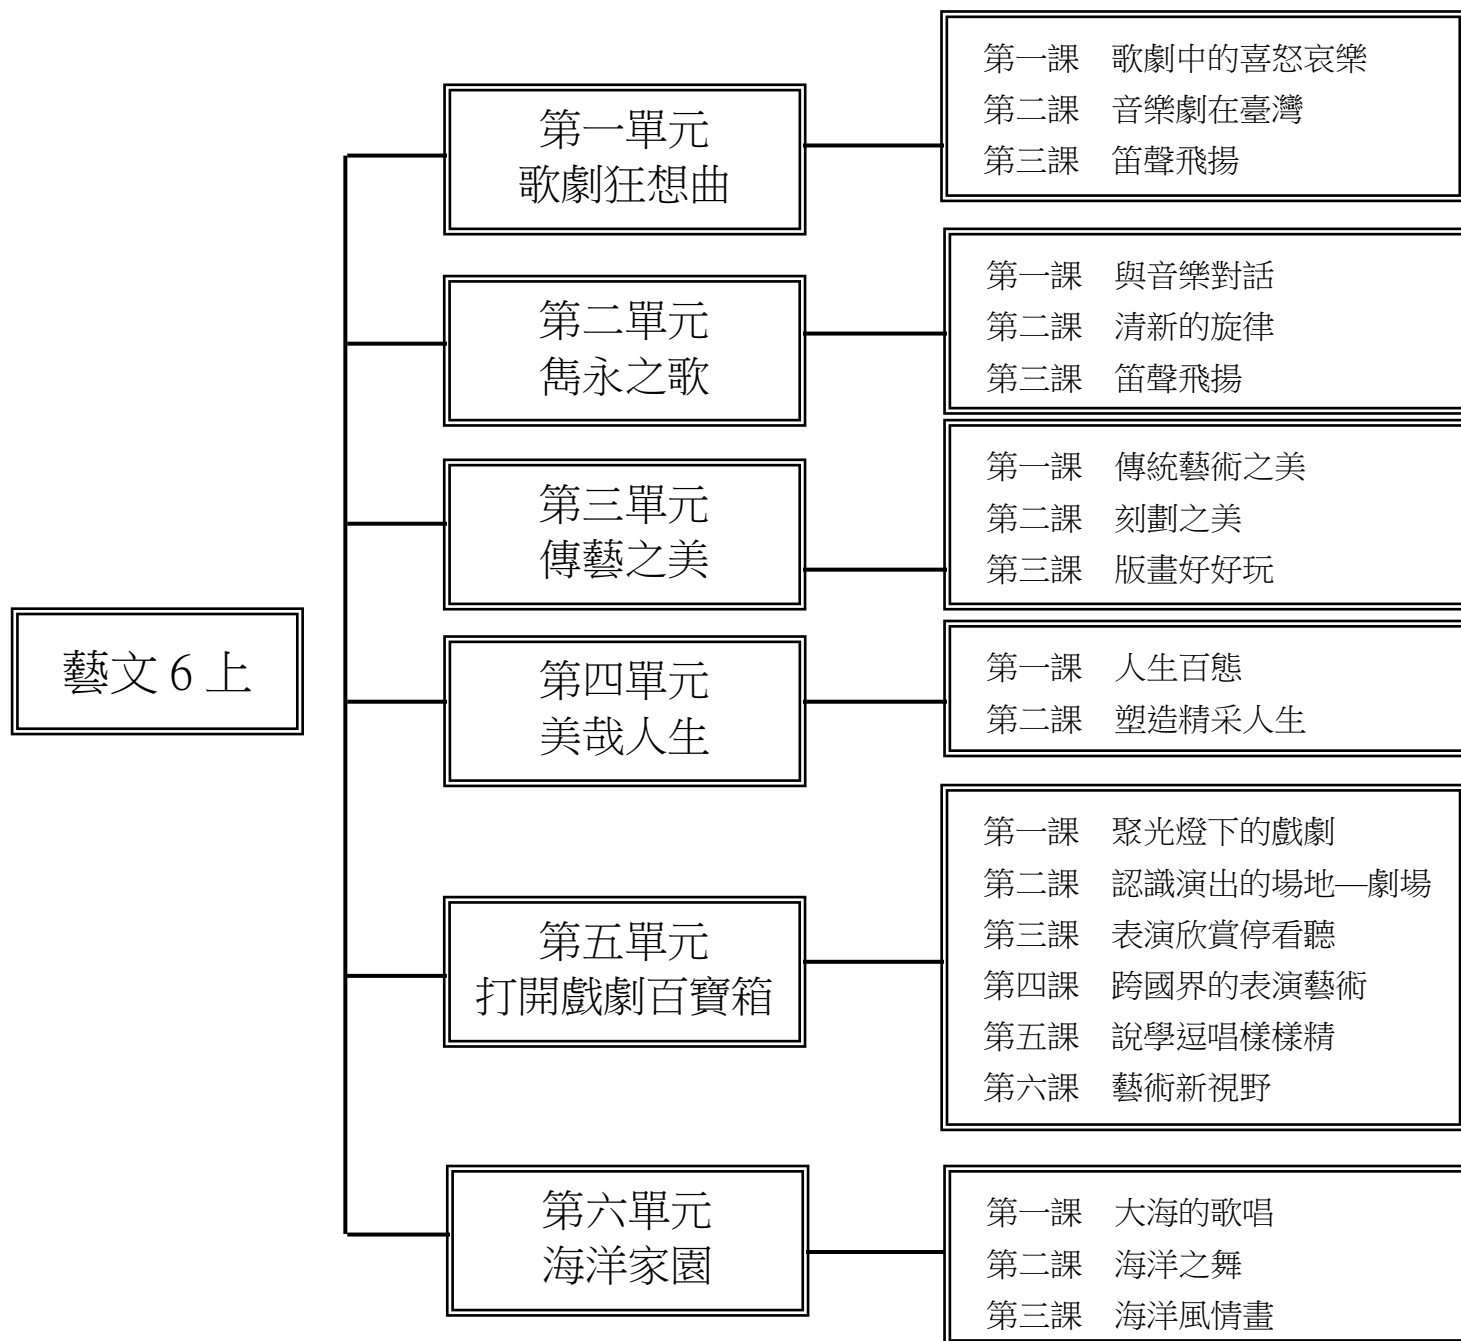 藝文 6 上
第一單元
歌劇狂想曲
第一課　歌劇中的喜怒哀樂
第二課　音樂劇在臺灣
第三課　笛聲飛揚
第二單元
雋永之歌
第一課　與音樂對話
第二課　清新的旋律
第三課　笛聲飛揚
第三單元
傳藝之美
第一課　傳統藝術之美
第二課　刻劃之美
第三課　版畫好好玩
第四單元
美哉人生
第一課　人生百態
第二課　塑造精采人生
第五單元
打開戲劇百寶箱
第一課　聚光燈下的戲劇
第二課　認識演出的場地—劇場
第三課　表演欣賞停看聽
第四課　跨國界的表演藝術
第五課　說學逗唱樣樣精
第六課　藝術新視野
第六單元
海洋家園
第一課　大海的歌唱
第二課　海洋之舞
第三課　海洋風情畫